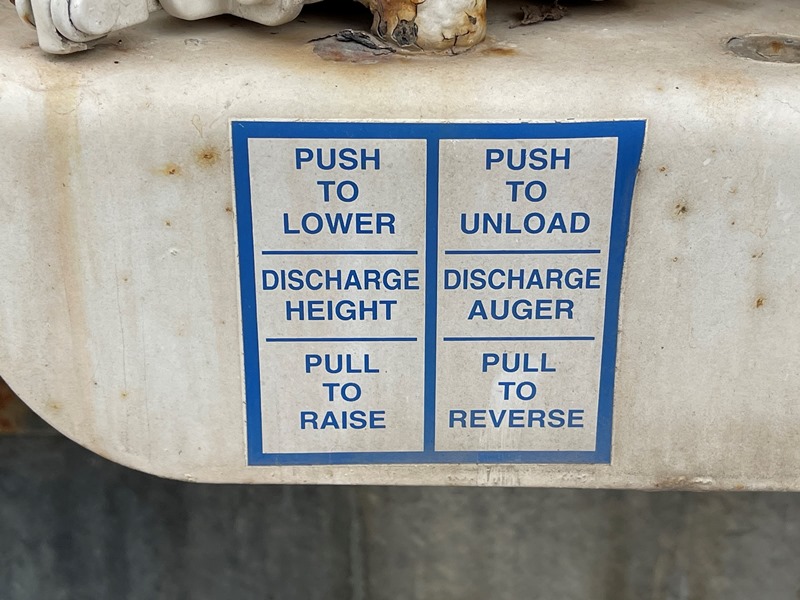 PUSH
TO
LOWER
DISCHARGE
HEIGHT
PULL
TO
RAISE
PUSH
TO
UNLOAD
DISCHARGE
AUGER
PULL
TO
REVERSE